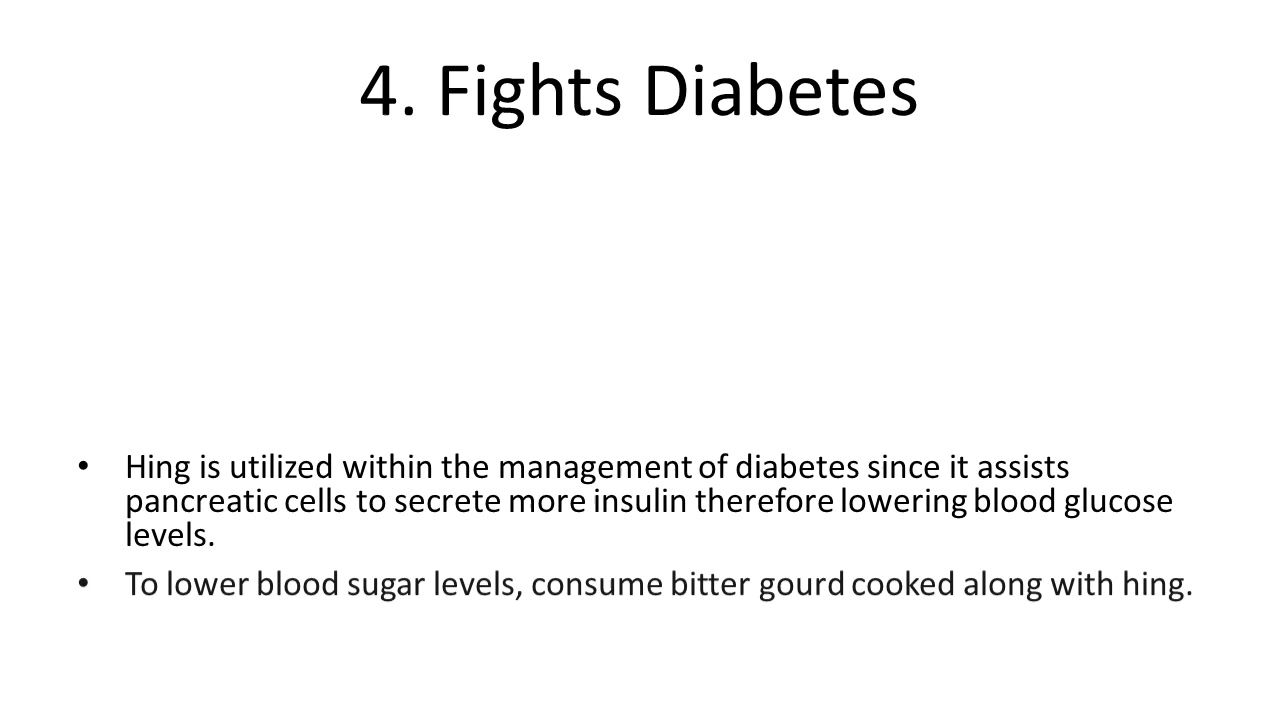 4. Fights Diabetes
• Hing is utilized within the management of diabetes since it assists
pancreatic cells to secrete more insulin therefore lowering blood glucose
levels.
• To lower blood sugar levels, consume bitter gourd cooked along with hing.